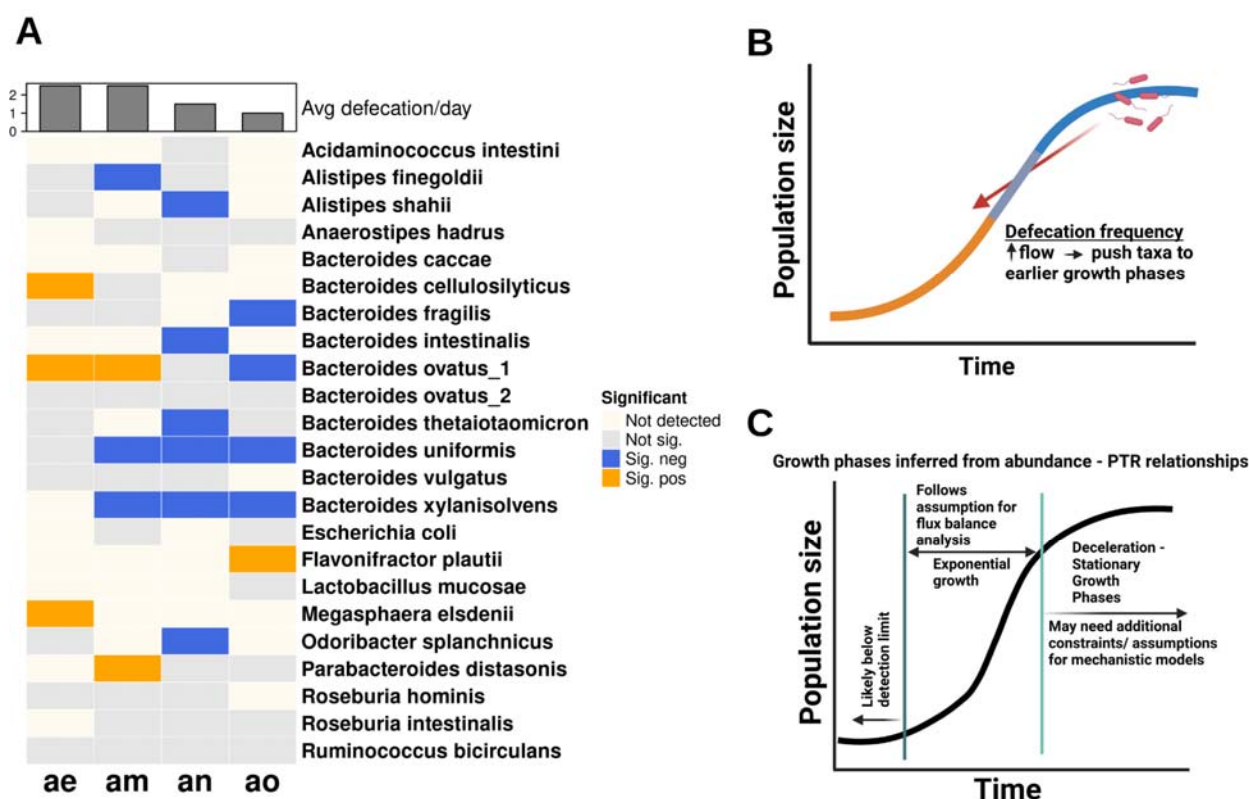 A
2
1
0
Avg defecation/day
Acidaminococcus intestini
Alistipes finegoldii
Alistipes shahii
Anaerostipes hadrus
Bacteroides caccae
Bacteroides cellulosilyticus
Bacteroides fragilis
Bacteroides intestinalis
Bacteroides ovatus_1
Bacteroides ovatus_2
Bacteroides thetaiotaomicron
Bacteroides uniformis
Bacteroides vulgatus
Bacteroides xylanisolvens
Escherichia coli
Flavonifractor plautii
Lactobacillus mucosae
Megasphaera elsdenii
Odoribacter splanchnicus
Parabacteroides distasonis
Roseburia hominis
Roseburia intestinalis
Ruminococcus bicirculans
ae am an ao
Significant
Not detected
Not sig.
Sig. neg
Sig. pos
B
Population size
Defecation frequency
↑flow → push taxa to
earlier growth phases
Time
C
Growth phases inferred from abundance - PTR relationships
Population size
Likely below
detection limit
Follows
assumption for
flux balance
analysis
Exponential
growth
Deceleration -
Stationary
Growth
Phases
May need additional
constraints/ assumptions
for mechanistic models
Time